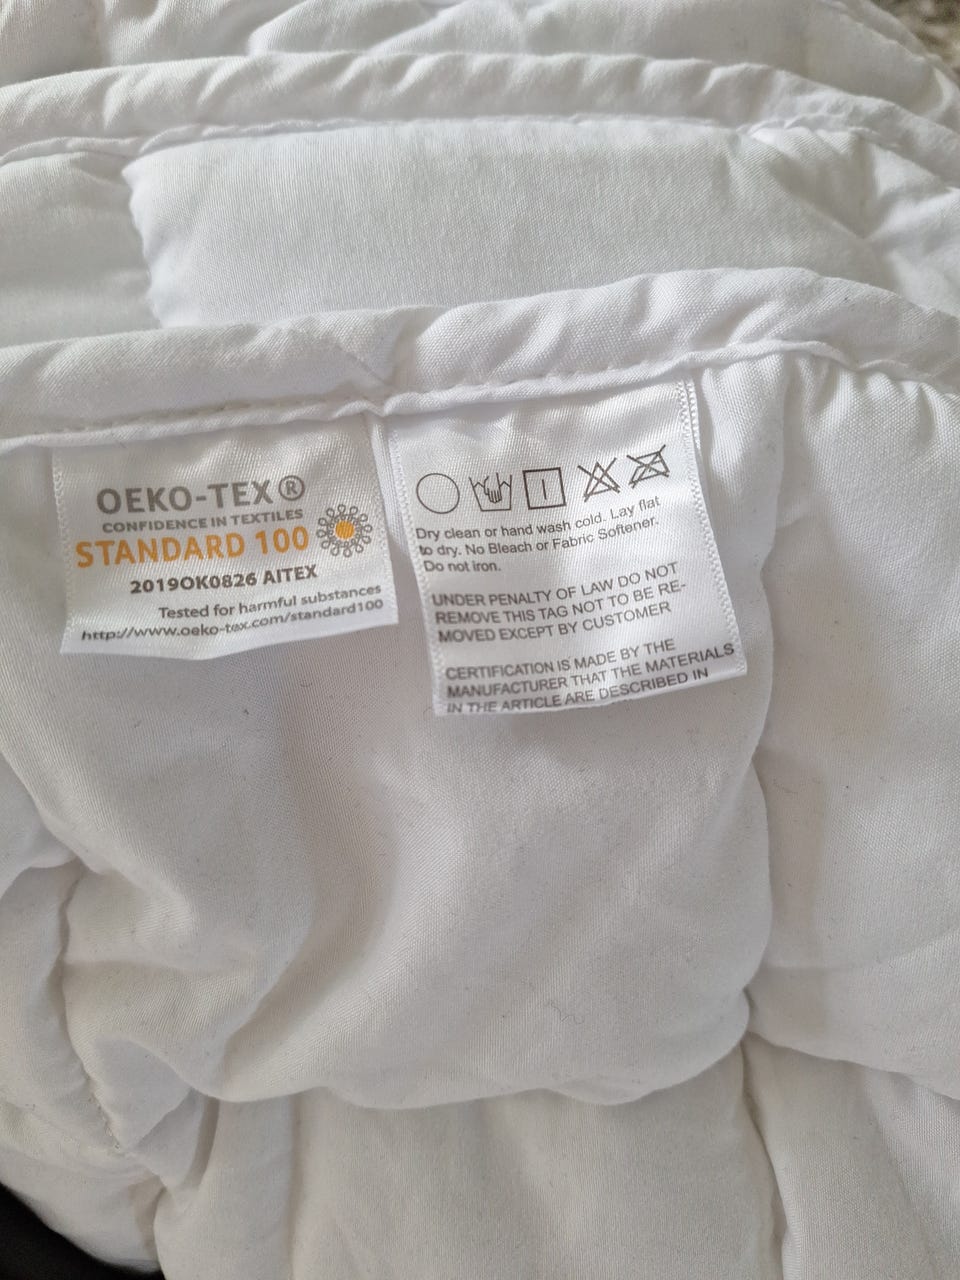 OEKO-TEX®
CONFIDENCE IN TEXTILES
STANDARD 100
2019OK0826 AITEX
Tested for harmful substances
http://www.oeko-tex.com/standard100
Dry clean or hand wash cold. Lay flat
to dry. No Bleach or Fabric Softener.
Do not iron.
UNDER PENALTY OF LAW DO NOT
REMOVE THIS TAG NOT TO BE RE-
MOVED EXCEPT BY CUSTOMER
CERTIFICATION IS MADE BY THE
MANUFACTURER THAT THE MATERIALS
IN THE ARTICLE ARE DESCRIBED IN